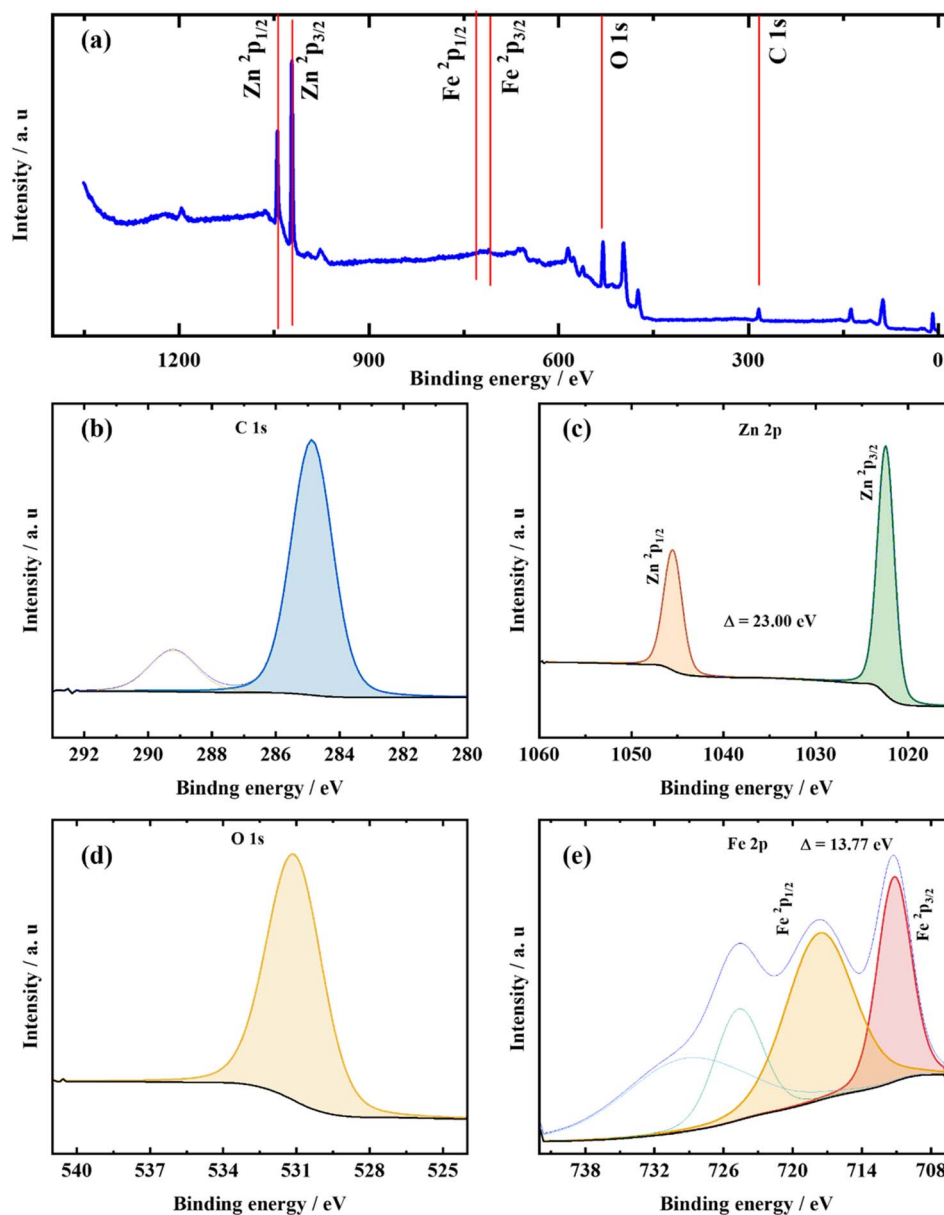 (a)
Zn ²p₁/₂
Zn ²p₃/₂
Fe ²p₁/₂
Fe ²p₃/₂
O 1s
C 1s
Intensity / a. u
1200
900
600
300
0
Binding energy / eV
(b)
C 1s
Intensity / a. u
292
290
288
286
284
282
280
Bindng energy / eV
(c)
Zn 2p
Zn ²p₁/₂
Zn ²p₃/₂
Δ = 23.00 eV
Intensity / a. u
1060
1050
1040
1030
1020
Binding energy / eV
(d)
O 1s
Intensity / a. u
540
537
534
531
528
525
Binding energy / eV
(e)
Fe 2p Δ = 13.77 eV
Fe ²p₁/₂
Fe ²p₃/₂
Intensity / a. u
738
732
726
720
714
708
Binding energy / eV